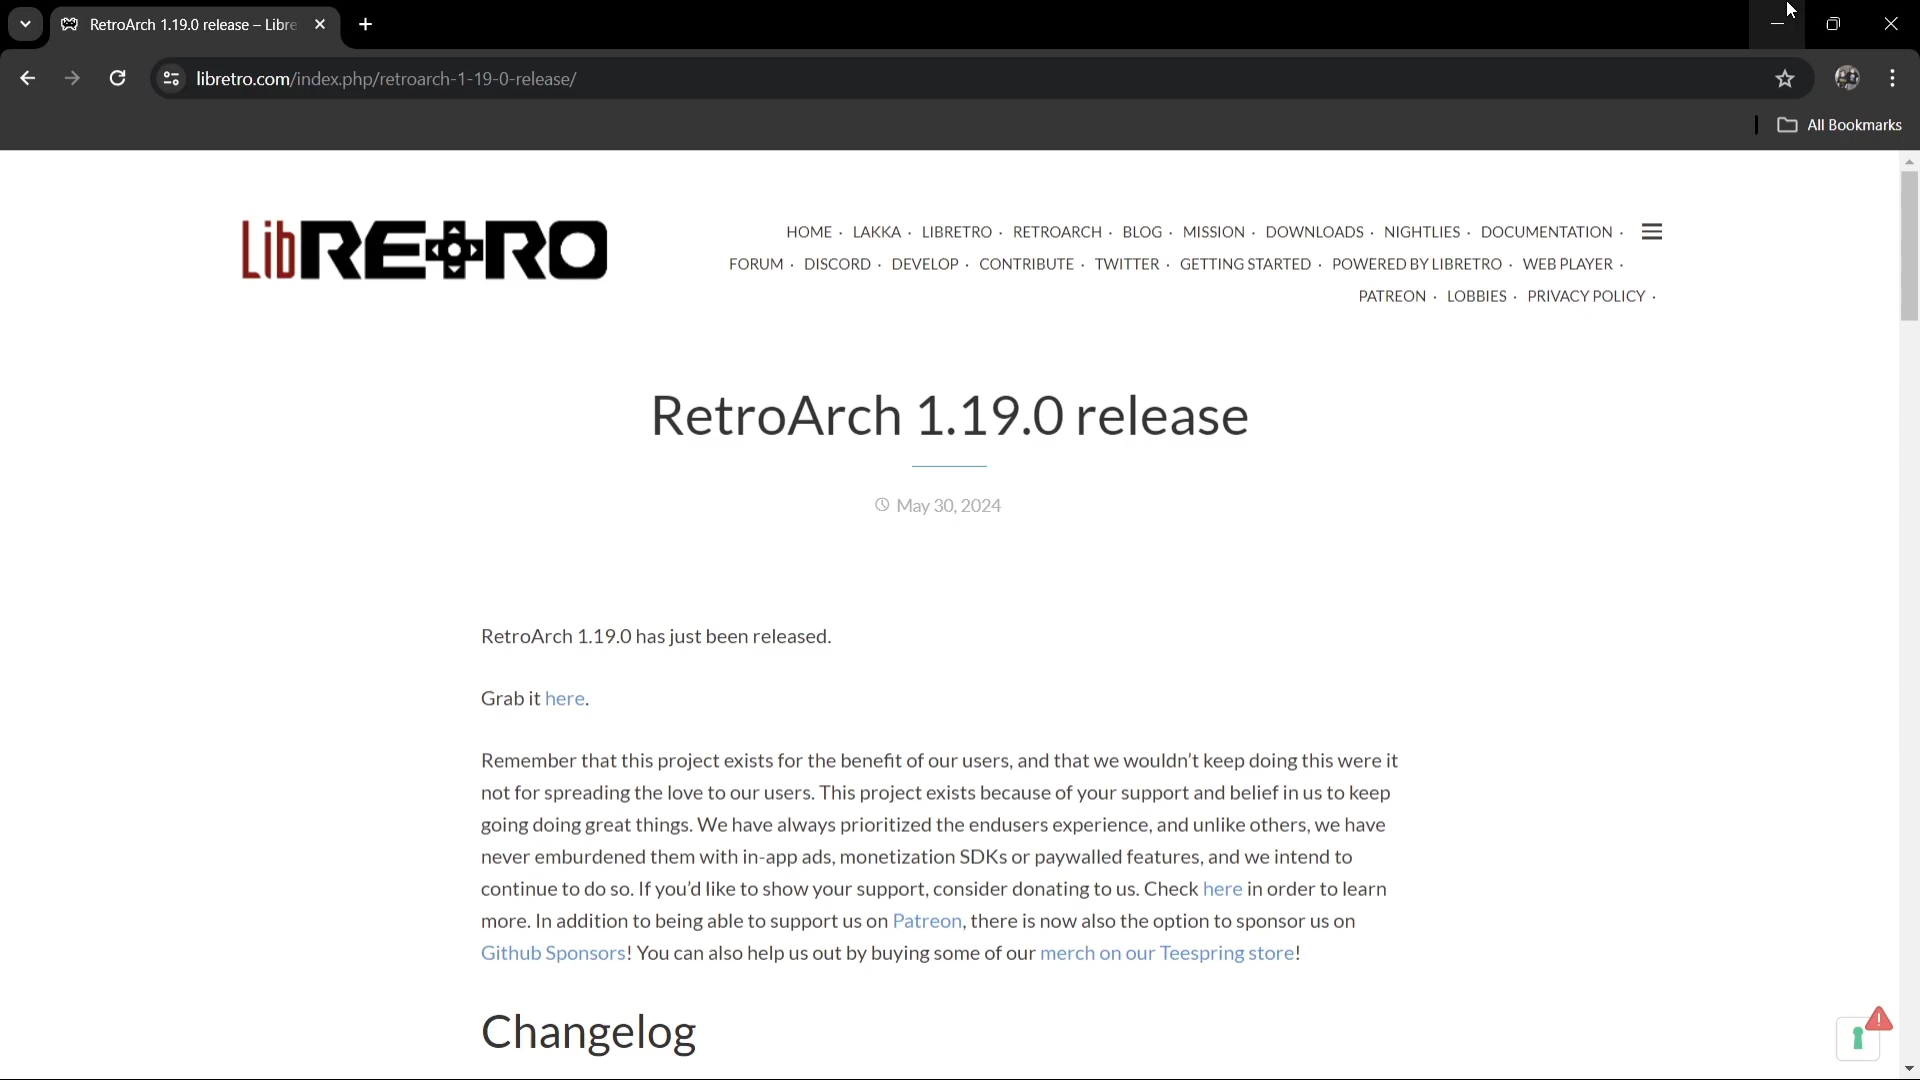 RetroArch 1.19.0 release – Libre
libretro.com/index.php/retroarch-1-19-0-release/
All Bookmarks
LibRETRO
HOME · LAKKA · LIBRETRO · RETROARCH · BLOG · MISSION · DOWNLOADS · NIGHTLIES · DOCUMENTATION ·
FORUM · DISCORD · DEVELOP · CONTRIBUTE · TWITTER · GETTING STARTED · POWERED BY LIBRETRO · WEB PLAYER ·
PATREON · LOBBIES · PRIVACY POLICY ·
RetroArch 1.19.0 release
May 30, 2024
RetroArch 1.19.0 has just been released.
Grab it here.
Remember that this project exists for the benefit of our users, and that we wouldn’t keep doing this were it
not for spreading the love to our users. This project exists because of your support and belief in us to keep
going doing great things. We have always prioritized the endusers experience, and unlike others, we have
never emburdened them with in-app ads, monetization SDKs or paywalled features, and we intend to
continue to do so. If you’d like to show your support, consider donating to us. Check here in order to learn
more. In addition to being able to support us on Patreon, there is now also the option to sponsor us on
Github Sponsors! You can also help us out by buying some of our merch on our Teespring store!
Changelog